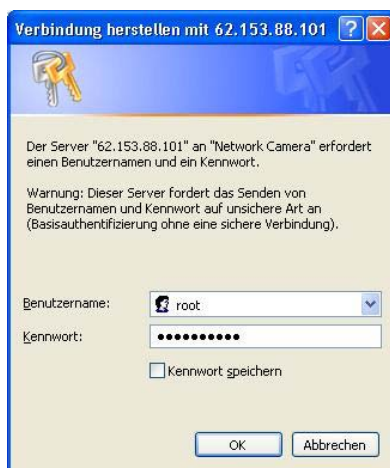 Verbindung herstellen mit 62.153.88.101
Der Server "62.153.88.101" an "Network Camera" erfordert
einen Benutzernamen und ein Kennwort.
Warnung: Dieser Server fordert das Senden von
Benutzernamen und Kennwort auf unsichere Art an
(Basisauthentifizierung ohne eine sichere Verbindung).
Benutzername: root
Kennwort: ●●●●●●●●●●
Kennwort speichern
OK Abbrechen